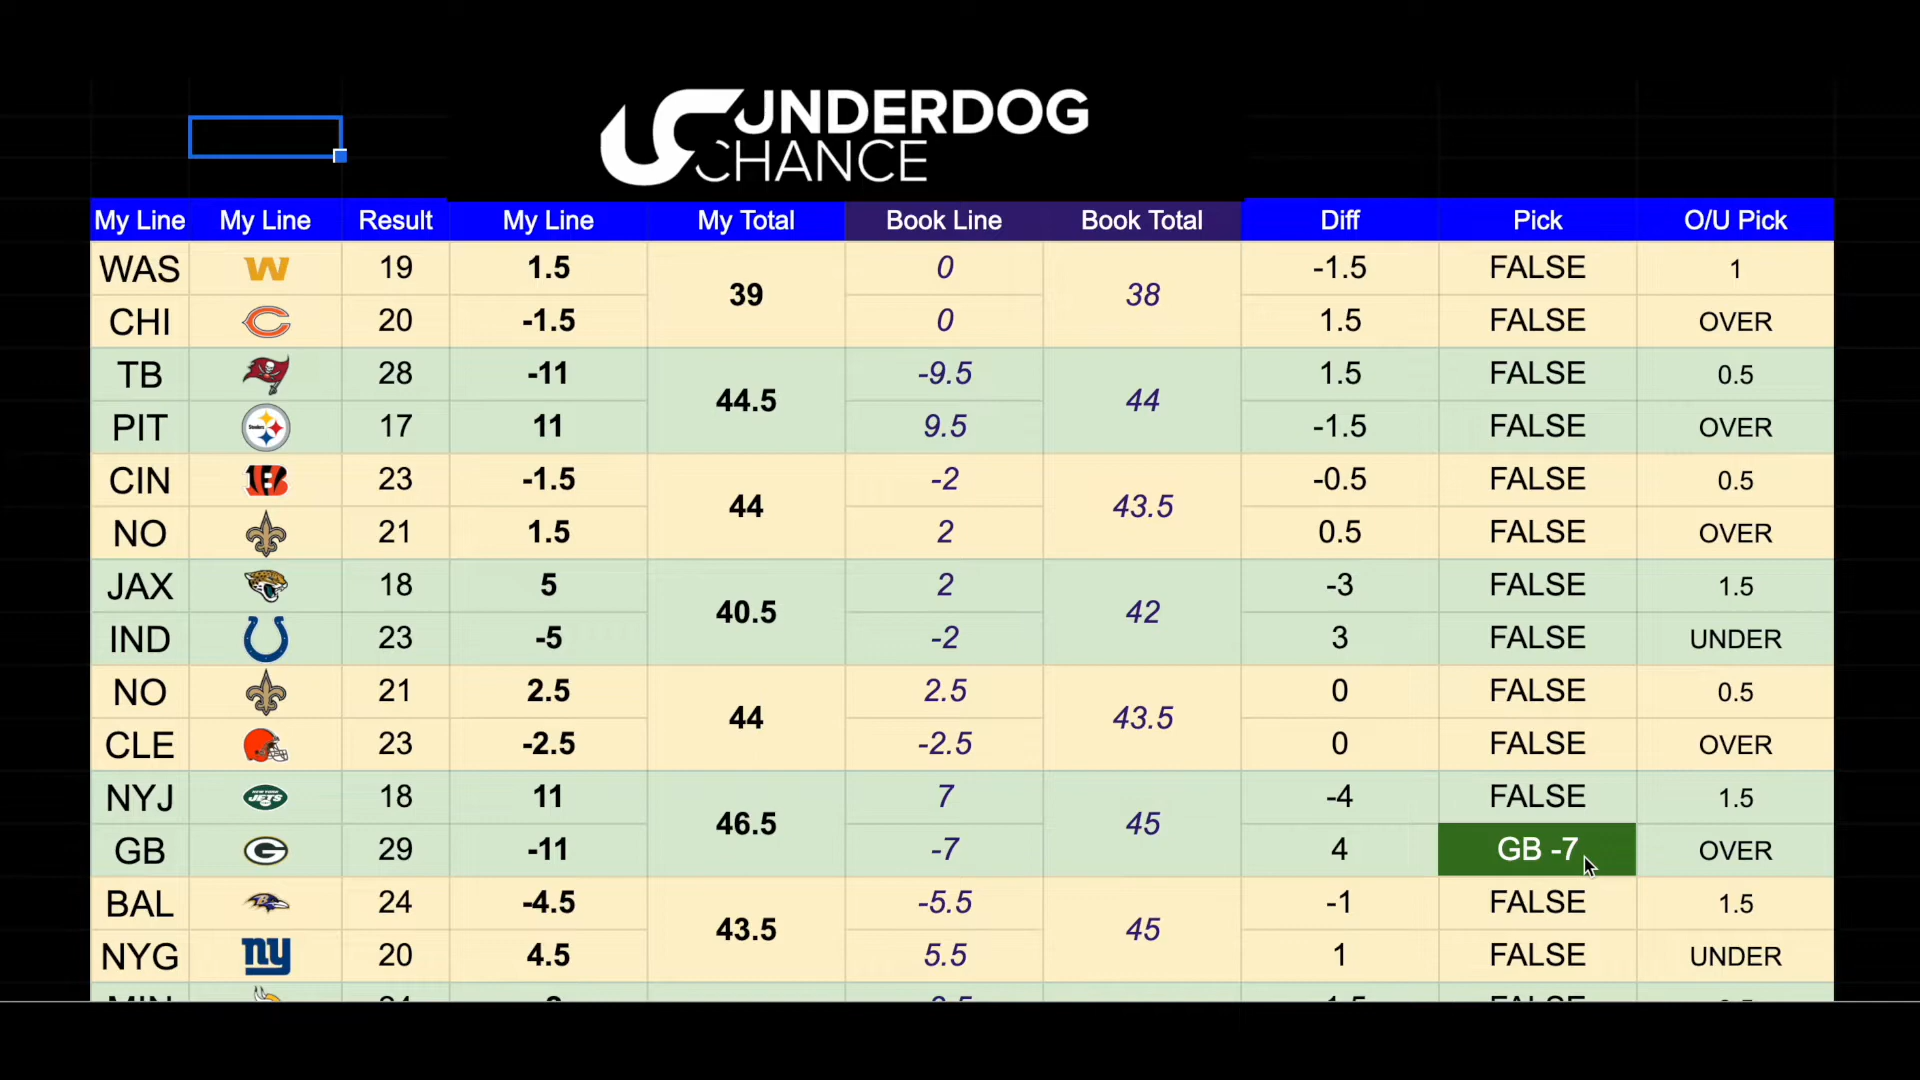 UNDERDOG
CHANCE
My Line My Line Result My Line My Total Book Line Book Total Diff Pick O/U Pick
WAS W 19 1.5 39 0 38 -1.5 FALSE 1
CHI C 20 -1.5 0 1.5 FALSE OVER
TB 28 -11 44.5 -9.5 44 1.5 FALSE 0.5
PIT Steelers 17 11 9.5 -1.5 FALSE OVER
CIN B 23 -1.5 44 -2 43.5 -0.5 FALSE 0.5
NO 21 1.5 2 0.5 FALSE OVER
JAX 18 5 40.5 2 42 -3 FALSE 1.5
IND 23 -5 -2 3 FALSE UNDER
NO 21 2.5 44 2.5 43.5 0 FALSE 0.5
CLE 23 -2.5 -2.5 0 FALSE OVER
NYJ NEW YORK JETS 18 11 46.5 7 45 -4 FALSE 1.5
GB G 29 -11 -7 4 GB -7 OVER
BAL 24 -4.5 43.5 -5.5 45 -1 FALSE 1.5
NYG ny 20 4.5 5.5 1 FALSE UNDER